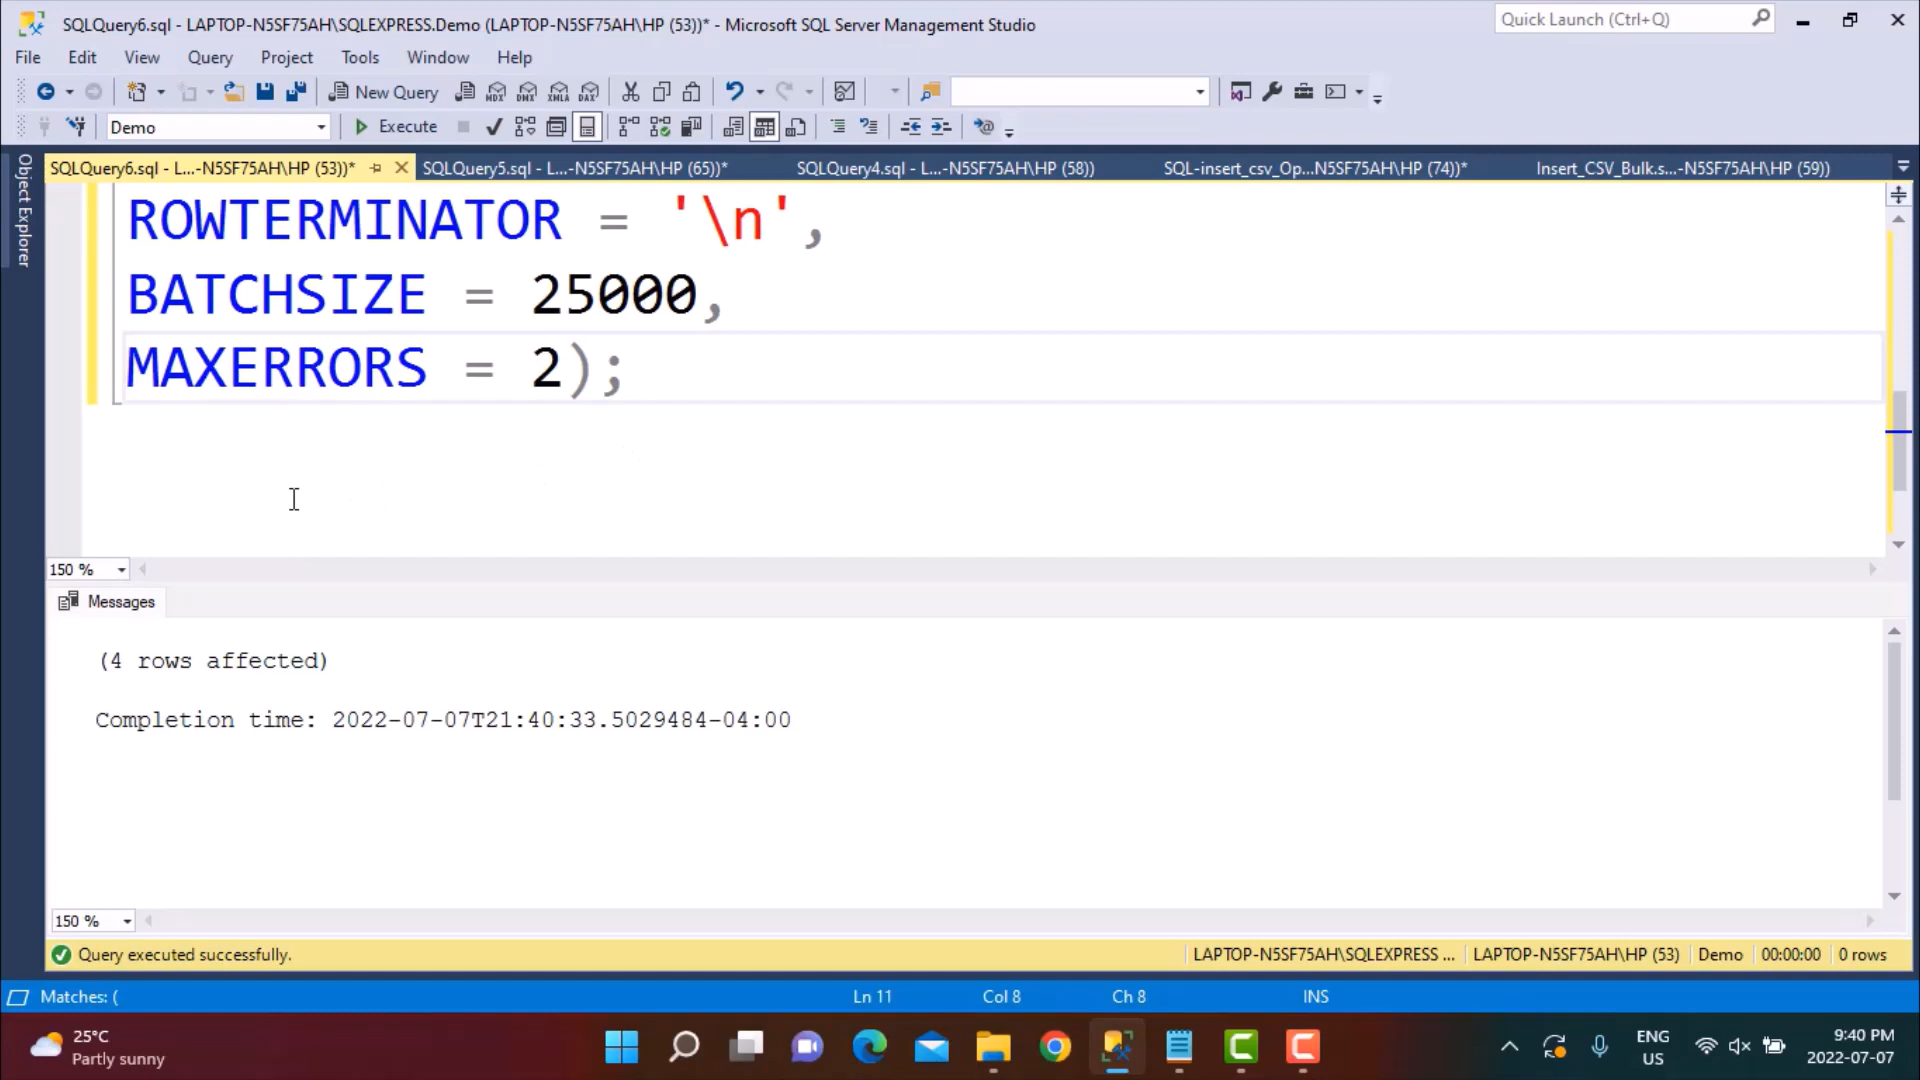 SQLQuery6.sql - LAPTOP-N5SF75AH\SQLEXPRESS.Demo (LAPTOP-N5SF75AH\HP (53))* - Microsoft SQL Server Management Studio
Quick Launch (Ctrl+Q)
File Edit View Query Project Tools Window Help
New Query MDX DMX XMLA DAX
Demo Execute
Object Explorer
SQLQuery6.sql - L...-N5SF75AH\HP (53))* SQLQuery5.sql - L...-N5SF75AH\HP (65))* SQLQuery4.sql - L...-N5SF75AH\HP (58)) SQL-insert_csv_Op...N5SF75AH\HP (74))* Insert_CSV_Bulk.s...-N5SF75AH\HP (59))
ROWTERMINATOR = '\n',
BATCHSIZE = 25000,
MAXERRORS = 2);
150 %
Messages
(4 rows affected)
Completion time: 2022-07-07T21:40:33.5029484-04:00
150 %
Query executed successfully. LAPTOP-N5SF75AH\SQLEXPRESS ... LAPTOP-N5SF75AH\HP (53) Demo 00:00:00 0 rows
Matches: ( Ln 11 Col 8 Ch 8 INS
25°C
Partly sunny
ENG
US
9:40 PM
2022-07-07